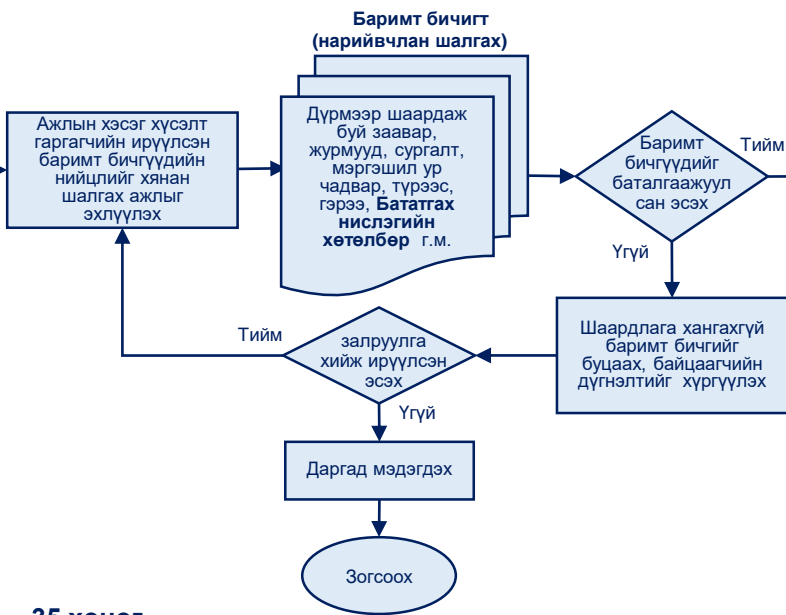 Баримт бичигт
(нарийвчлан шалгах)
Ажлын хэсэг хүсэлт
гаргагчийн ирүүлсэн
баримт бичгүүдийн
нийцлийг хянан
шалгах ажлыг
эхлүүлэх
Дүрмээр шаардаж
буй заавар,
журмууд, сургалт,
мэргэшил ур
чадвар, түрээс,
гэрээ, Бататгах
нислэгийн
хөтөлбөр г.м.
Баримт
бичгүүдийг
баталгаажуул
сан эсэх
Тийм
Үгүй
Шаардлага хангахгүй
баримт бичгийг
буцаах, байцаагчийн
дүгнэлтийг хүргүүлэх
залруулга
хийж ирүүлсэн
эсэх
Тийм
Үгүй
Даргад мэдэгдэх
Зогсоох
35 хоног